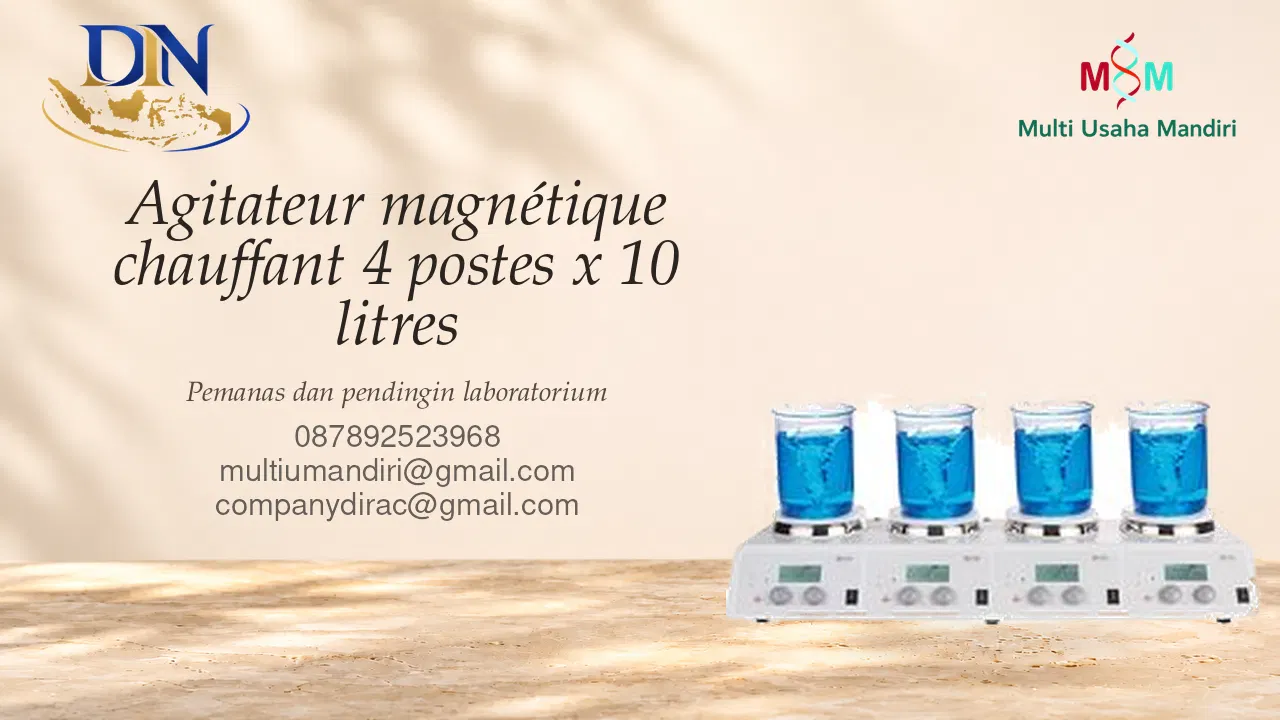 DIN
M M
Multi Usaha Mandiri
Agitateur magnétique
chauffant 4 postes x 10
litres
Pemanas dan pendingin laboratorium
087892523968
multiumandiri@gmail.com
companydirac@gmail.com